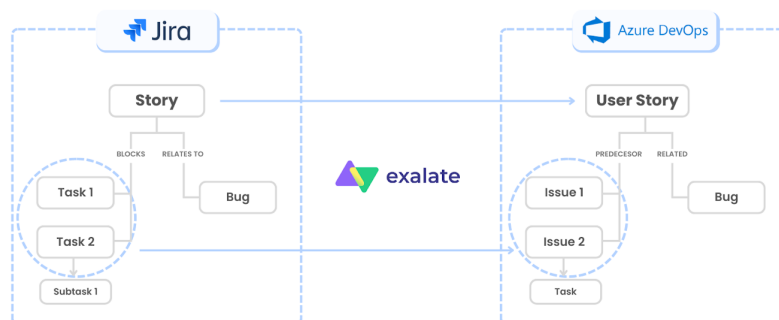 Jira
Azure DevOps
Story
User Story
BLOCKS
RELATES TO
PREDECESOR
RELATED
exalate
Task 1
Bug
Issue 1
Bug
Task 2
Issue 2
Subtask 1
Task